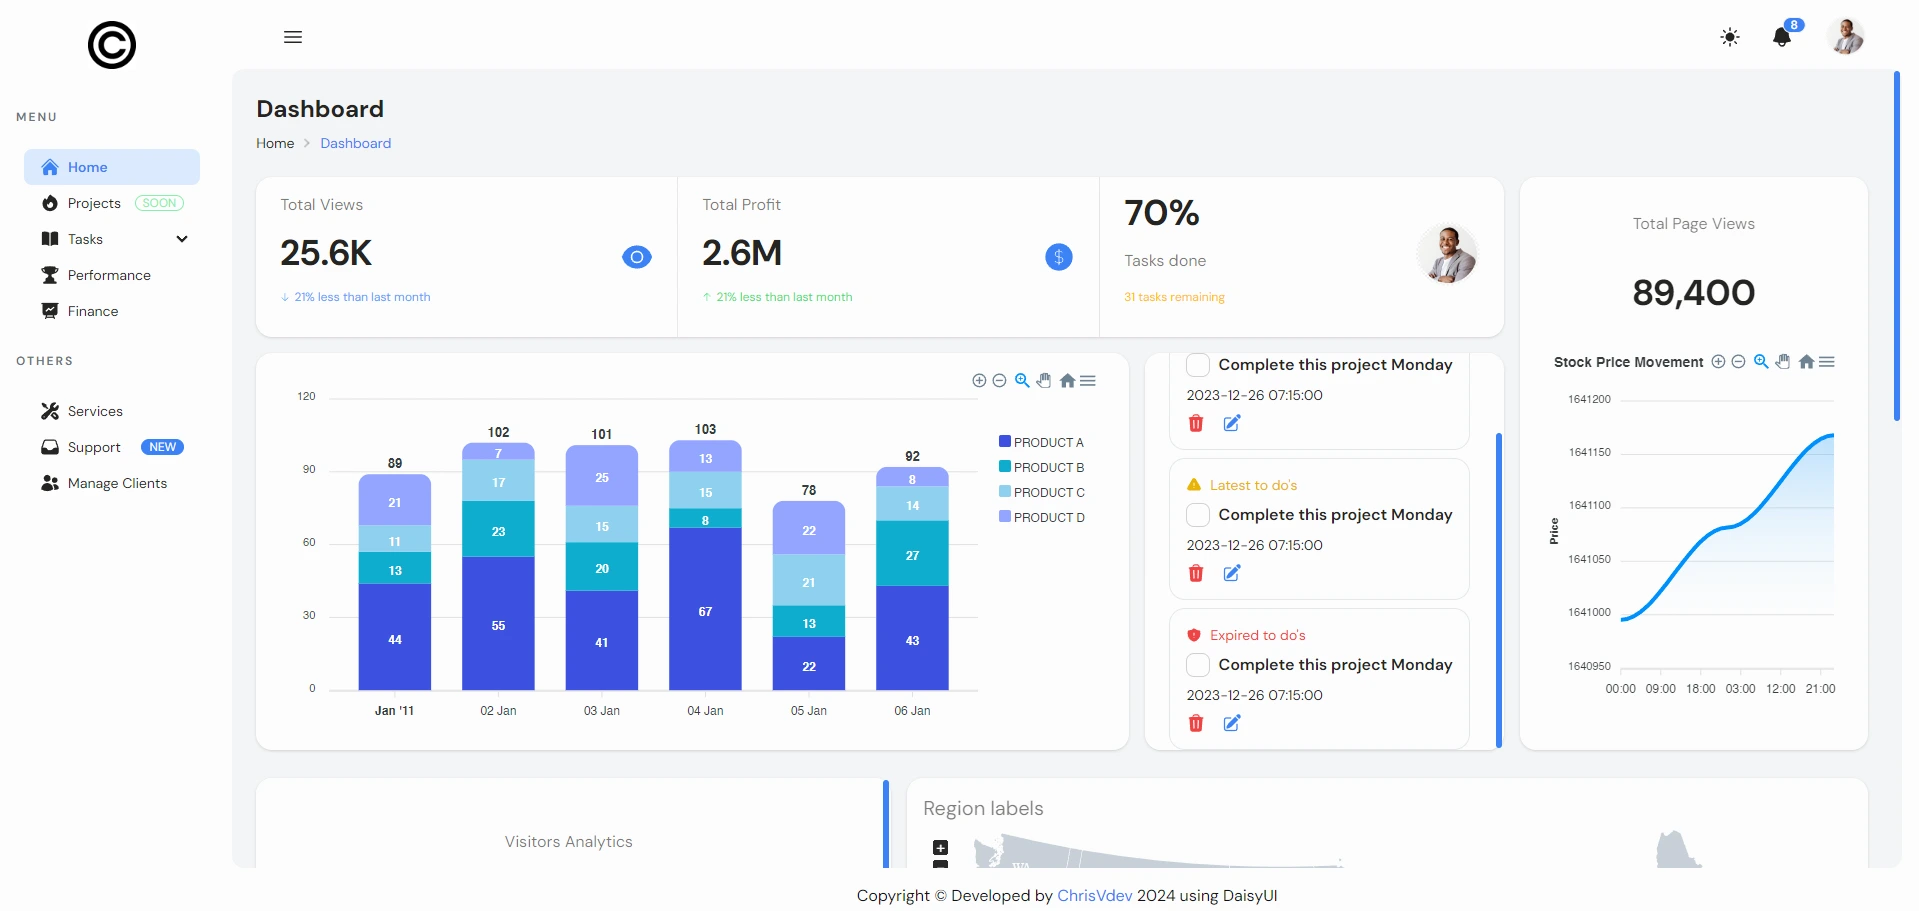 ©
8
MENU
Home
Projects SOON
Tasks
Performance
Finance
OTHERS
Services
Support NEW
Manage Clients
Dashboard
Home > Dashboard
Total Views
25.6K
↓ 21% less than last month
Total Profit
2.6M
$
↑ 21% less than last month
70%
Tasks done
31 tasks remaining
Total Page Views
89,400
120
90
60
30
0
89
21
11
13
44
102
7
17
23
55
101
25
15
20
41
103
13
15
8
67
78
22
21
13
22
92
8
14
27
43
Jan '11
02 Jan
03 Jan
04 Jan
05 Jan
06 Jan
PRODUCT A
PRODUCT B
PRODUCT C
PRODUCT D
Complete this project Monday
2023-12-26 07:15:00
Latest to do's
Complete this project Monday
2023-12-26 07:15:00
Expired to do's
Complete this project Monday
2023-12-26 07:15:00
Stock Price Movement
Price
1641200
1641150
1641100
1641050
1641000
1640950
00:00 09:00 18:00 03:00 12:00 21:00
Visitors Analytics
Region labels
+
WA
Copyright © Developed by ChrisVdev 2024 using DaisyUI